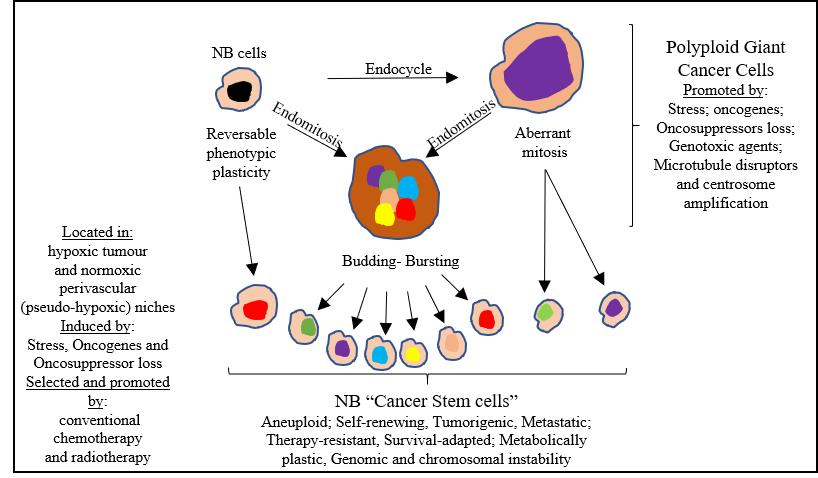 NB cells
Endocycle
Endomitosis
Endomitosis
Reversable
phenotypic
plasticity
Aberrant
mitosis
Polyploid Giant
Cancer Cells
Promoted by:
Stress; oncogenes;
Oncosuppressors loss;
Genotoxic agents;
Microtubule disruptors
and centrosome
amplification
Budding- Bursting
Located in:
hypoxic tumour
and normoxic
perivascular
(pseudo-hypoxic) niches
Induced by:
Stress, Oncogenes and
Oncosuppressor loss
Selected and promoted
by:
conventional
chemotherapy
and radiotherapy
NB “Cancer Stem cells”
Aneuploid; Self-renewing, Tumorigenic, Metastatic;
Therapy-resistant, Survival-adapted; Metabolically
plastic, Genomic and chromosomal instability